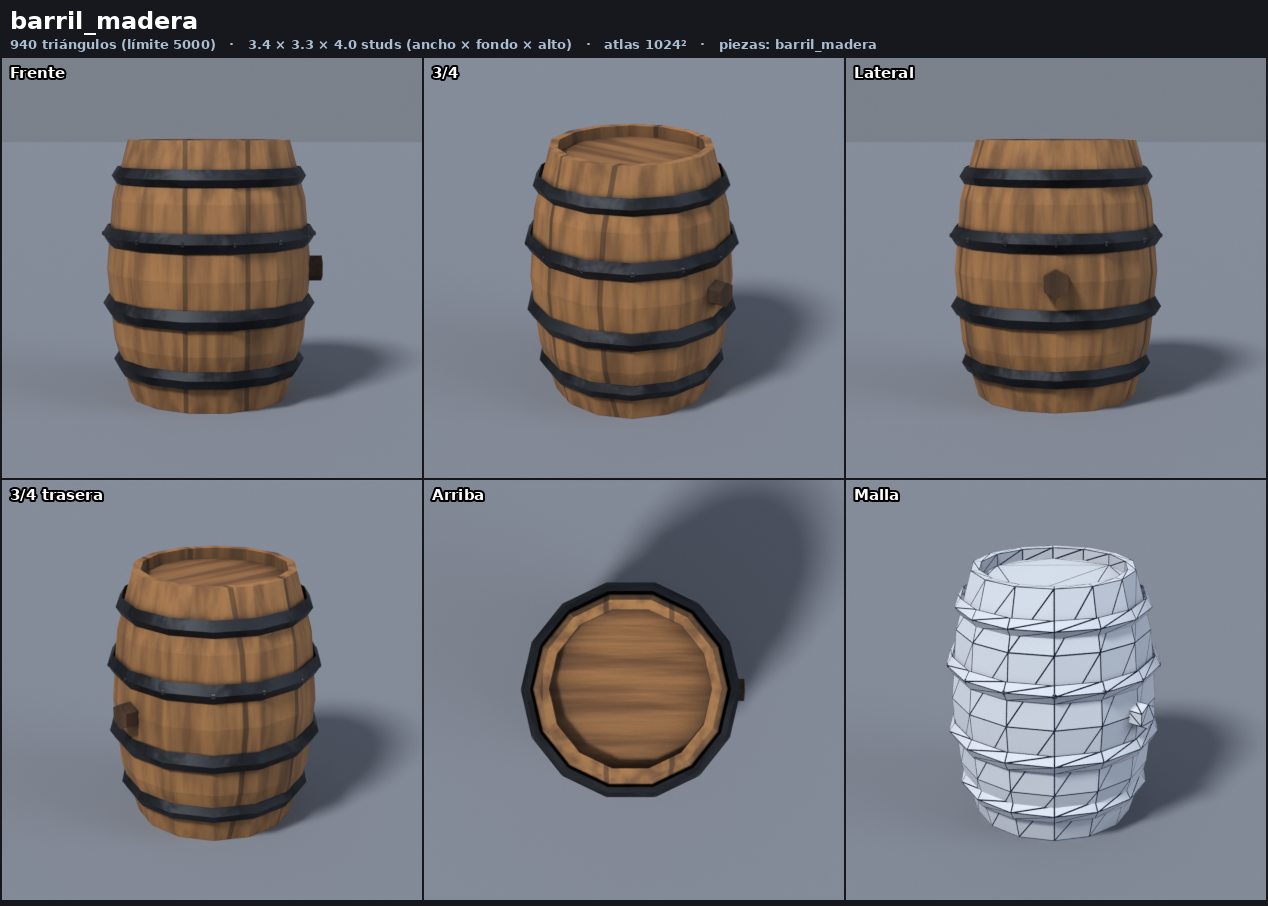 barril_madera
940 triángulos (límite 5000) · 3.4 × 3.3 × 4.0 studs (ancho × fondo × alto) · atlas 1024² · piezas: barril_madera
Frente
3/4
Lateral
3/4 trasera
Arriba
Malla